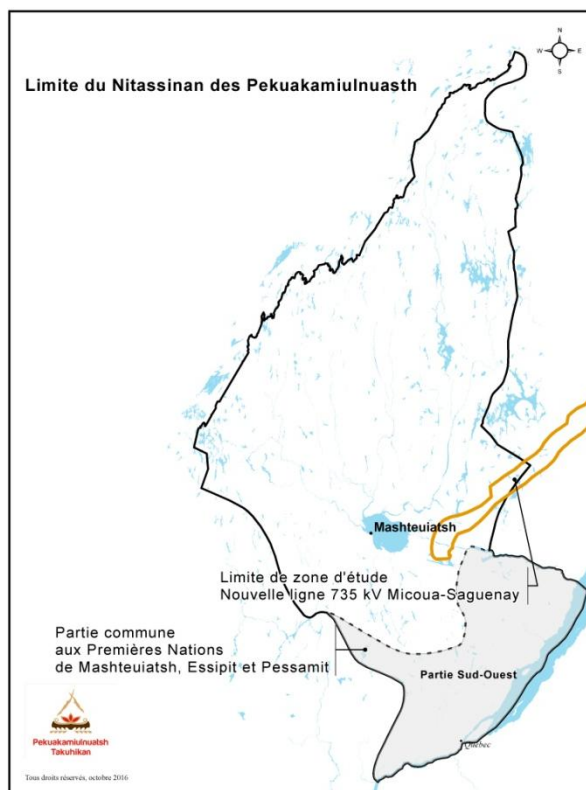 N
W E
S
Limite du Nitassinan des Pekuakamiulnuasth
Mashteuiatsh
Limite de zone d'étude
Nouvelle ligne 735 kV Micoua-Saguenay
Partie commune
aux Premières Nations
de Mashteuiatsh, Essipit et Pessamit
Partie Sud-Ouest
Québec
Pekuakamiulnuatsh
Takuhikan
Tous droits réservés, octobre 2016